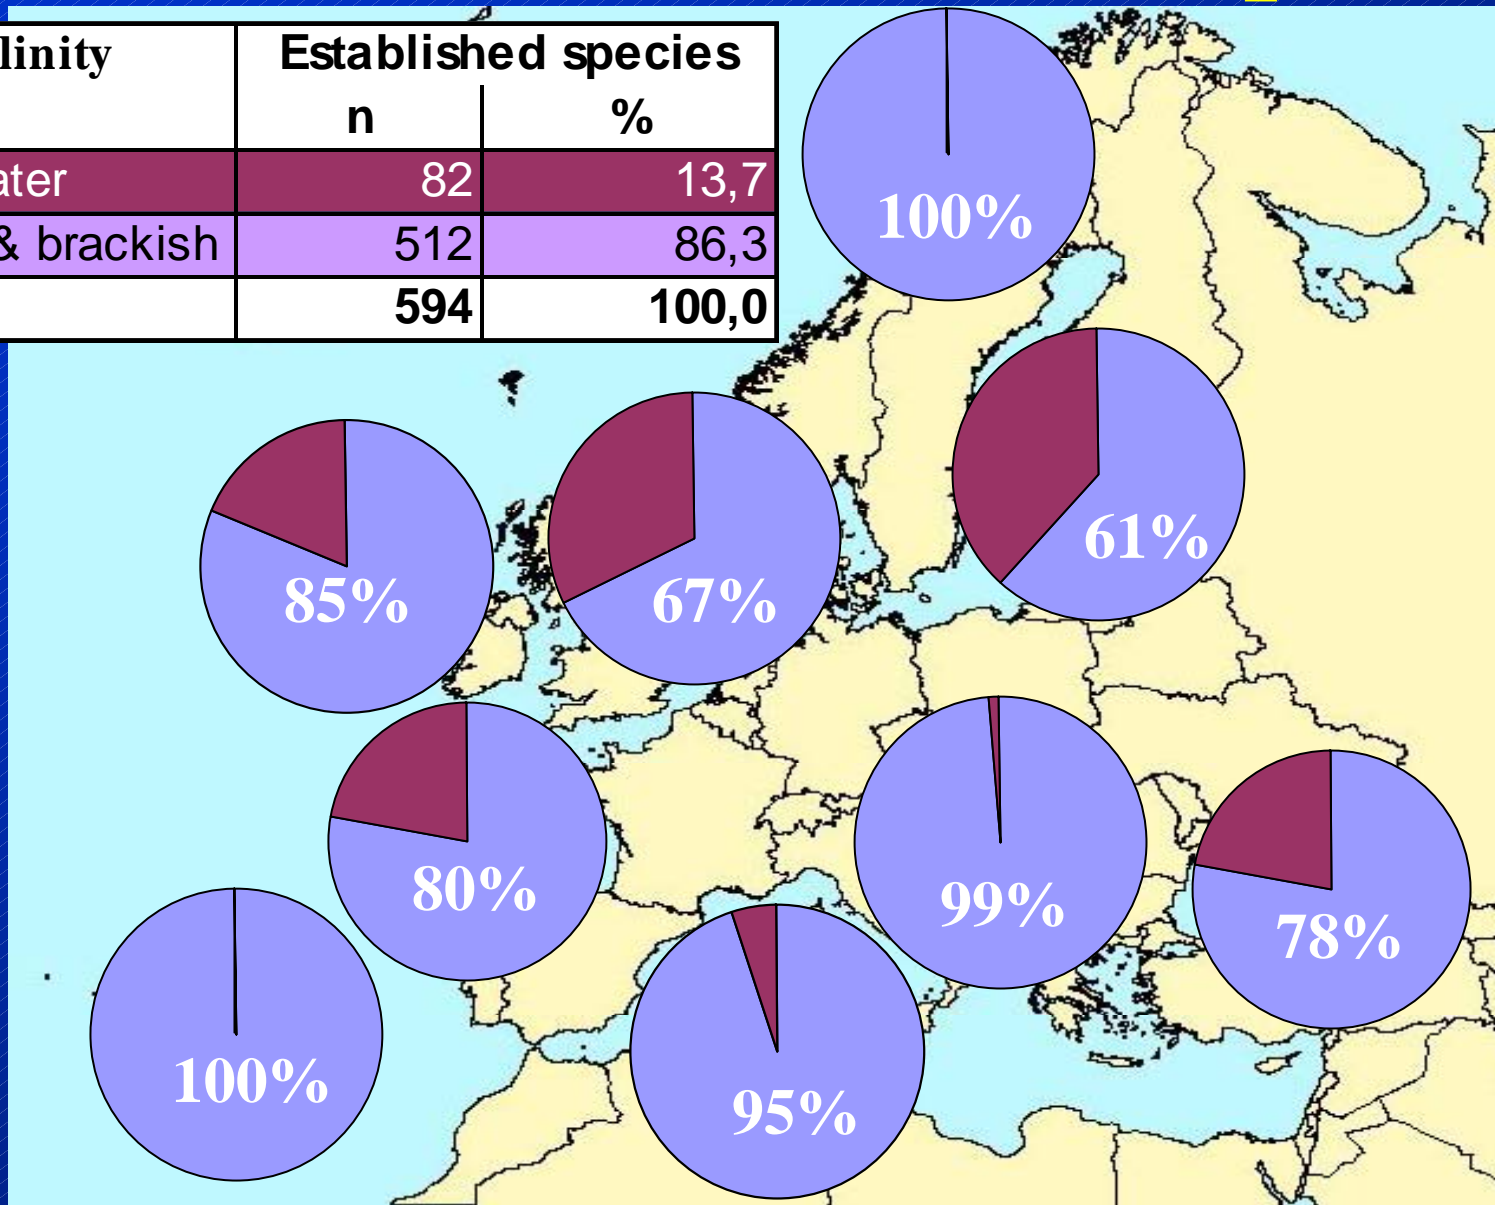 linity Established species
n %
ater 82 13,7
& brackish 512 86,3
594 100,0
100%
61%
85%
67%
80%
99%
78%
100%
95%